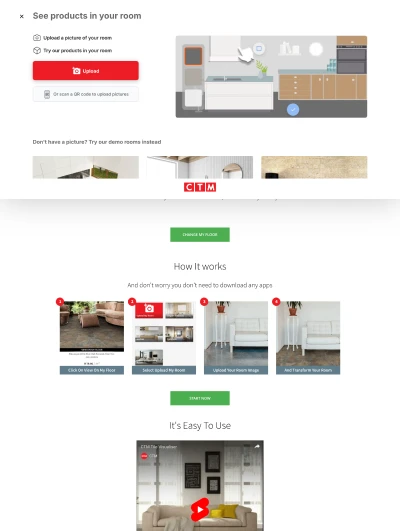 × See products in your room
Upload a picture of your room
Try our products in your room
Upload
Or scan a QR code to upload pictures
Don't have a picture? Try our demo rooms instead
CTM
CHANGE MY FLOOR
How It works
And don't worry you don't need to download any apps
1
2
3
4
Click On View On My Floor
Select Upload My Room
Upload Your Room Image
And Transform Your Room
START NOW
It's Easy To Use
CTM Tile Visualiser
CTM